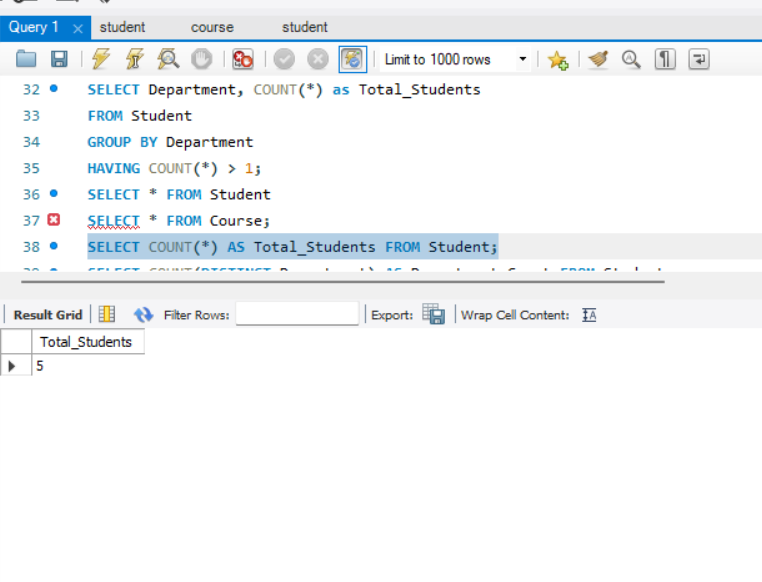 Query 1 student course student
Limit to 1000 rows
32 SELECT Department, COUNT(*) as Total_Students
33 FROM Student
34 GROUP BY Department
35 HAVING COUNT(*) > 1;
36 SELECT * FROM Student
37 SELECT * FROM Course;
38 SELECT COUNT(*) AS Total_Students FROM Student;
Result Grid Filter Rows: Export: Wrap Cell Content:
Total_Students
5